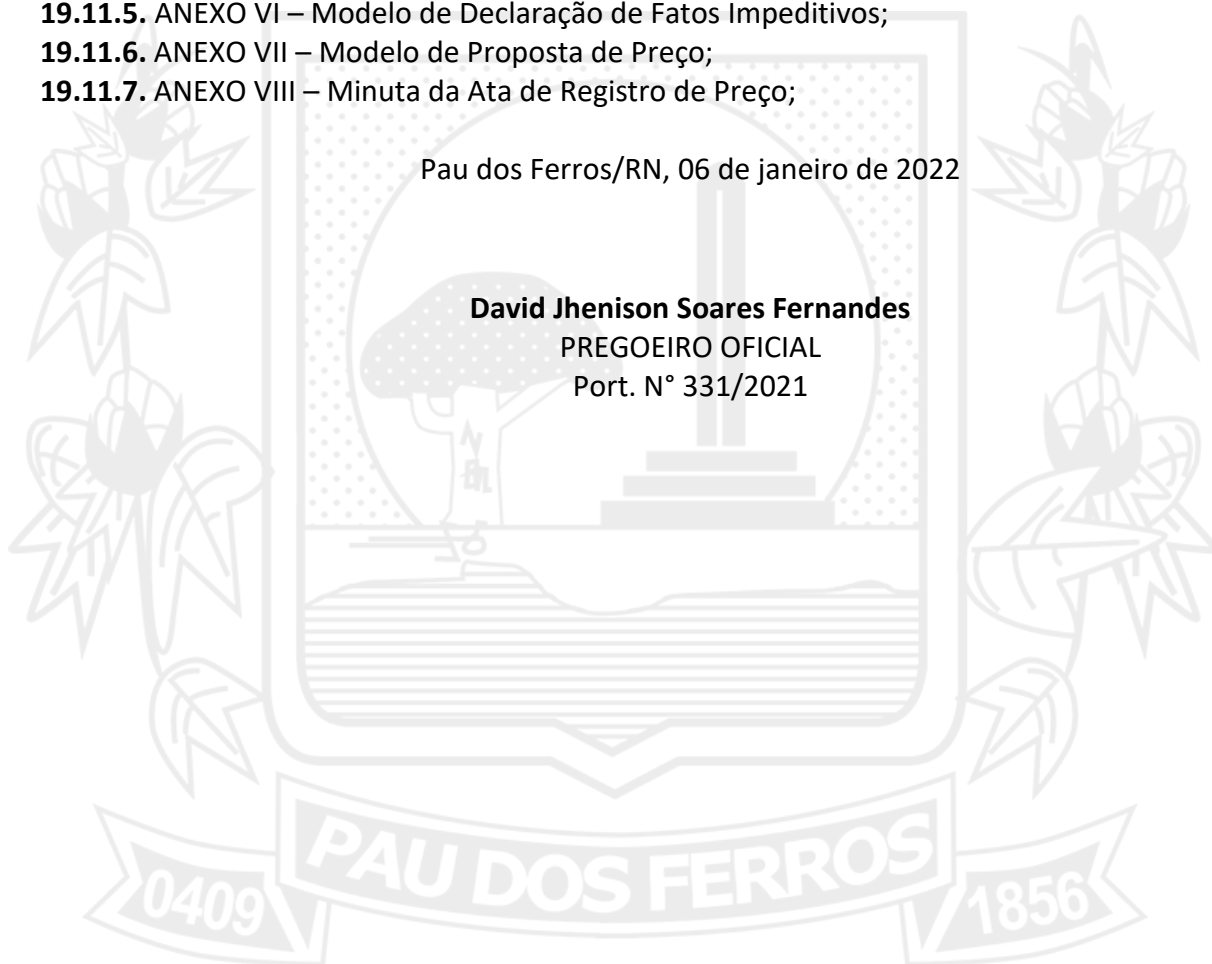 19.11.5. ANEXO VI – Modelo de Declaração de Fatos Impeditivos;
19.11.6. ANEXO VII – Modelo de Proposta de Preço;
19.11.7. ANEXO VIII – Minuta da Ata de Registro de Preço;
Pau dos Ferros/RN, 06 de janeiro de 2022
David Jhenison Soares Fernandes
PREGOEIRO OFICIAL
Port. N° 331/2021
PAU DOS FERROS
0409
1856